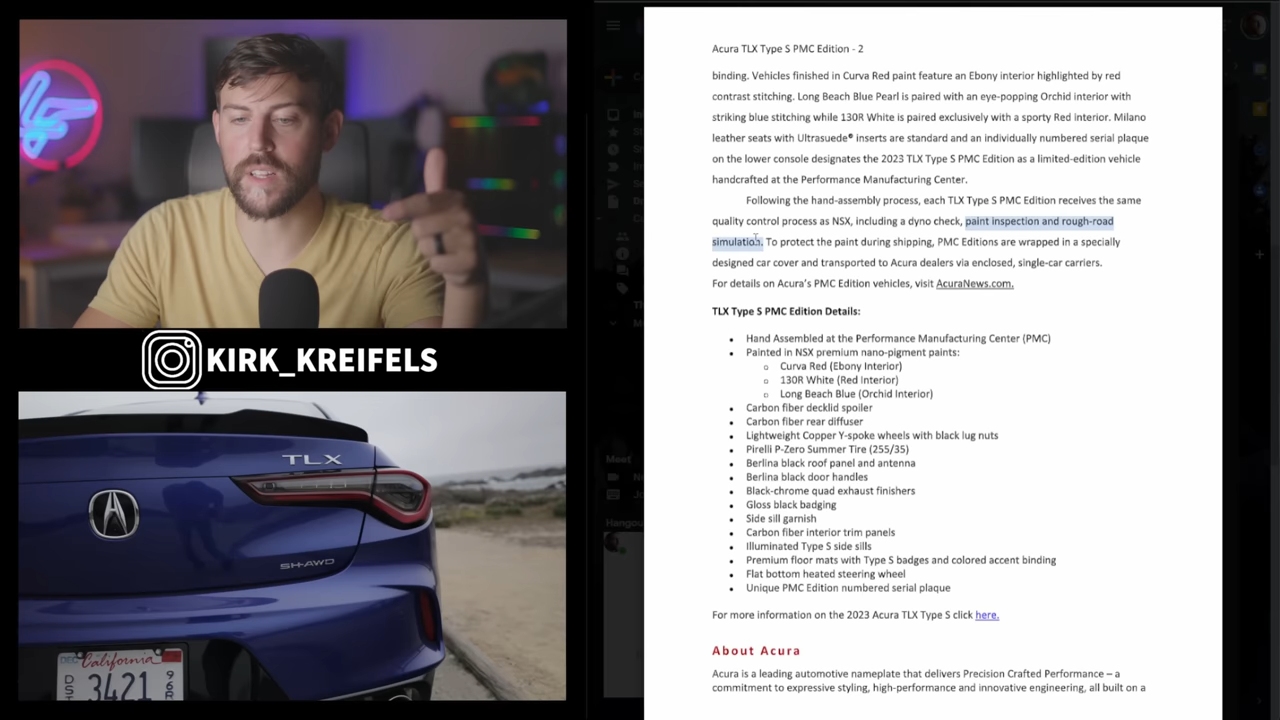 Acura TLX Type S PMC Edition - 2
binding. Vehicles finished in Curva Red paint feature an Ebony interior highlighted by red
contrast stitching. Long Beach Blue Pearl is paired with an eye-popping Orchid interior with
striking blue stitching while 130R White is paired exclusively with a sporty Red interior. Milano
leather seats with Ultrasuede® inserts are standard and an individually numbered serial plaque
on the lower console designates the 2023 TLX Type S PMC Edition as a limited-edition vehicle
handcrafted at the Performance Manufacturing Center.
Following the hand-assembly process, each TLX Type S PMC Edition receives the same
quality control process as NSX, including a dyno check, paint inspection and rough-road
simulation. To protect the paint during shipping, PMC Editions are wrapped in a specially
designed car cover and transported to Acura dealers via enclosed, single-car carriers.
For details on Acura's PMC Edition vehicles, visit AcuraNews.com.
TLX Type S PMC Edition Details:
• Hand Assembled at the Performance Manufacturing Center (PMC)
• Painted in NSX premium nano-pigment paints:
o Curva Red (Ebony Interior)
o 130R White (Red Interior)
o Long Beach Blue (Orchid Interior)
• Carbon fiber decklid spoiler
• Carbon fiber rear diffuser
• Lightweight Copper Y-spoke wheels with black lug nuts
• Pirelli P-Zero Summer Tire (255/35)
• Berlina black roof panel and antenna
• Berlina black door handles
• Black-chrome quad exhaust finishers
• Gloss black badging
• Side sill garnish
• Carbon fiber interior trim panels
• Illuminated Type S side sills
• Premium floor mats with Type S badges and colored accent binding
• Flat bottom heated steering wheel
• Unique PMC Edition numbered serial plaque
For more information on the 2023 Acura TLX Type S click here.
About Acura
Acura is a leading automotive nameplate that delivers Precision Crafted Performance – a
commitment to expressive styling, high-performance and innovative engineering, all built on a
KIRK_KREIFELS
TLX
SH-AWD
California
3421
Meet
Hangou